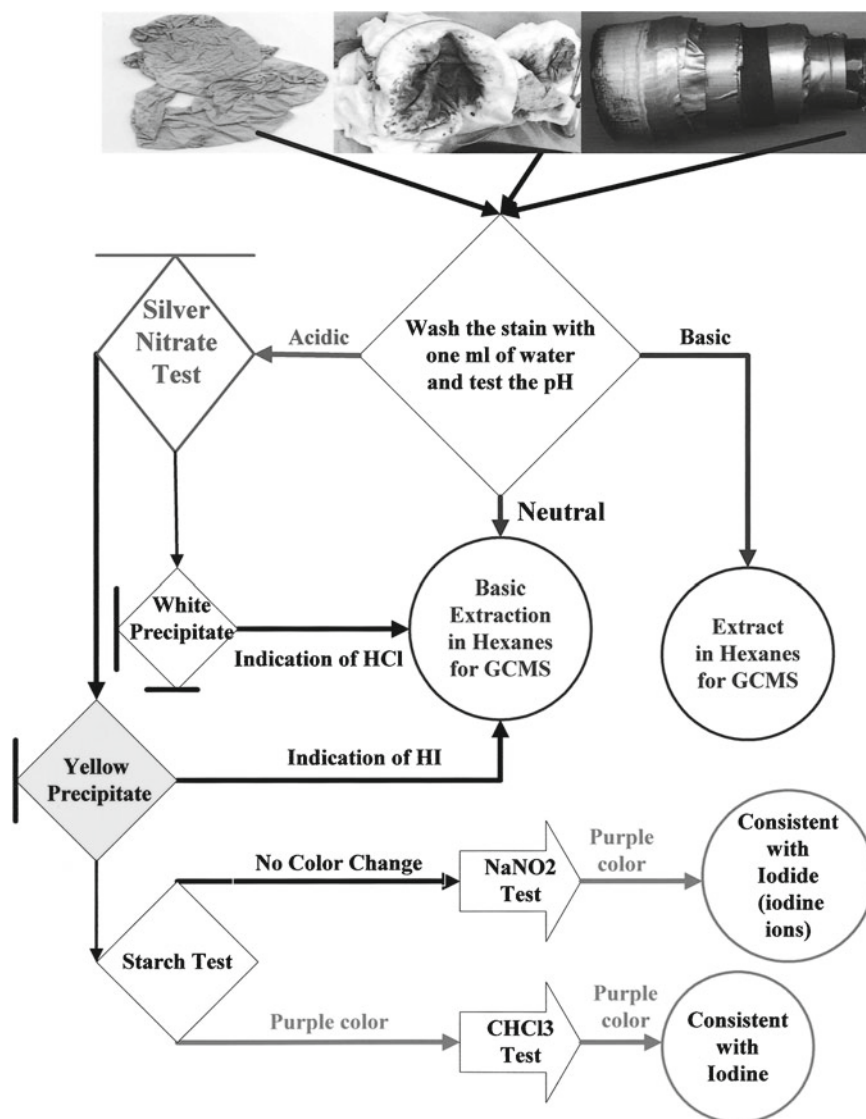 Wash the stain with
one ml of water
and test the pH
Acidic
Basic
Neutral
Silver
Nitrate
Test
White
Precipitate
Indication of HCl
Basic
Extraction
in Hexanes
for GCMS
Extract
in Hexanes
for GCMS
Yellow
Precipitate
Indication of HI
Starch Test
No Color Change
NaNO2
Test
Purple
color
Consistent
with
Iodide
(iodine
ions)
Purple color
CHCl3
Test
Purple
color
Consistent
with
Iodine